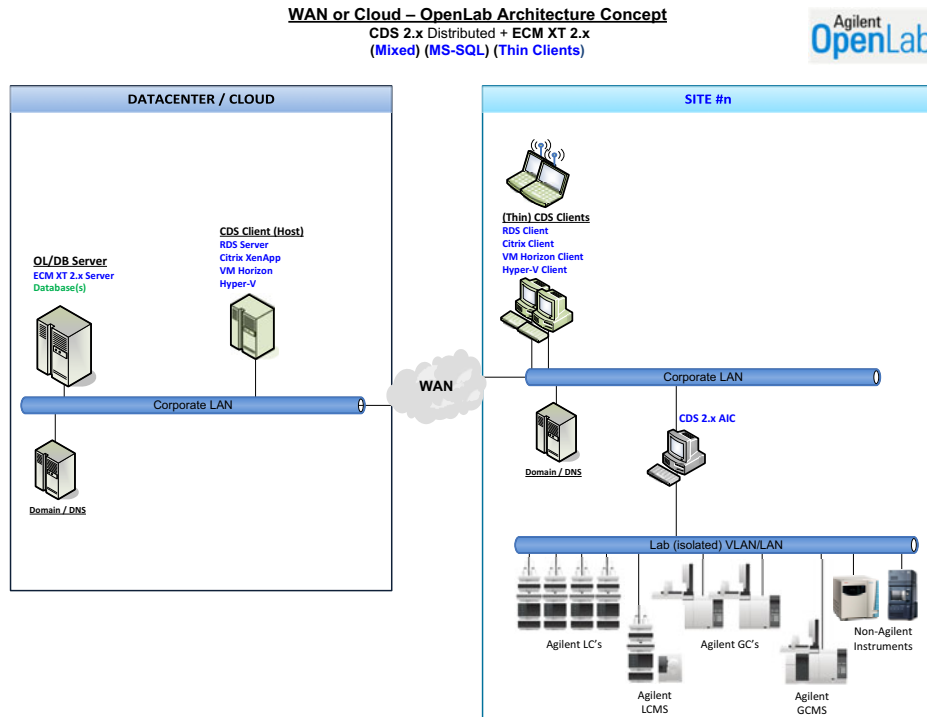 WAN or Cloud – OpenLab Architecture Concept
CDS 2.x Distributed + ECM XT 2.x
(Mixed) (MS-SQL) (Thin Clients)
Agilent
OpenLab
DATACENTER / CLOUD
OL/DB Server
ECM XT 2.x Server
Database(s)
CDS Client (Host)
RDS Server
Citrix XenApp
VM Horizon
Hyper-V
Corporate LAN
Domain / DNS
WAN
SITE #n
(Thin) CDS Clients
RDS Client
Citrix Client
VM Horizon Client
Hyper-V Client
Corporate LAN
CDS 2.x AIC
Domain / DNS
Lab (isolated) VLAN/LAN
Agilent LC's
Agilent
LCMS
Agilent GC's
Agilent
GCMS
Non-Agilent
Instruments